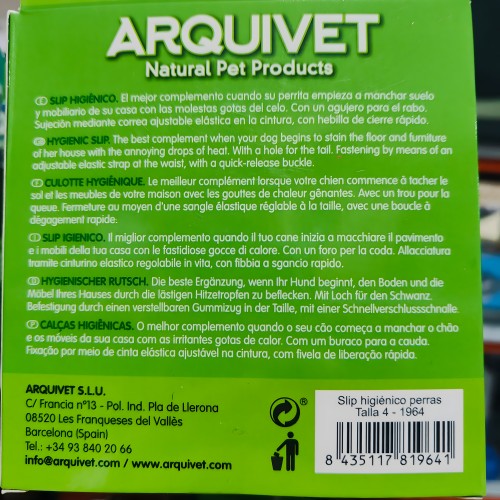 ARQUIVET
Natural Pet Products
E SLIP HIGIÉNICO. El mejor complemento cuando su perrita empieza a manchar suelo
y mobiliario de su casa con las molestas gotas del celo. Con un agujero para el rabo.
Sujeción mediante correa ajustable elástica en la cintura, con hebilla de cierre rápido.
HYGIENIC SLIP. The best complement when your dog begins to stain the floor and furniture
of her house with the annoying drops of heat. With a hole for the tail. Fastening by means of an
adjustable elastic strap at the waist, with a quick-release buckle.
CULOTTE HYGIÉNIQUE. Le meilleur complément lorsque votre chien commence à tacher le
sol et les meubles de votre maison avec les gouttes de chaleur gênantes. Avec un trou pour la
queue. Fermeture au moyen d'une sangle élastique réglable à la taille, avec une boucle à
dégagement rapide.
SLIP IGIENICO. Il miglior complemento quando il tuo cane inizia a macchiare il pavimento
e i mobili della tua casa con le fastidiose gocce di calore. Con un foro per la coda. Allacciatura
tramite cinturino elastico regolabile in vita, con fibbia a sgancio rapido.
HYGIENISCHER RUTSCH. Die beste Ergänzung, wenn Ihr Hund beginnt, den Boden und die
Möbel Ihres Hauses durch die lästigen Hitzetropfen zu beflecken. Mit Loch für den Schwanz.
Befestigung durch einen verstellbaren Gummizug in der Taille, mit einer Schnellverschlussschnalle.
P CALÇAS HIGIÊNICAS. O melhor complemento quando o seu cão começa a manchar o chão
e os móveis da sua casa com as irritantes gotas de calor. Com um buraco para a cauda.
Fixação por meio de cinta elástica ajustável na cintura, com fivela de liberação rápida.
ARQUIVET S.L.U.
C/ Francia nº13 - Pol. Ind. Pla de Llerona
08520 Les Franqueses del Vallès
Barcelona (Spain)
Tel.: +34 93 840 20 66
info@arquivet.com / www.arquivet.com
®
Slip higiénico perras
Talla 4 - 1964
8 435117 819641